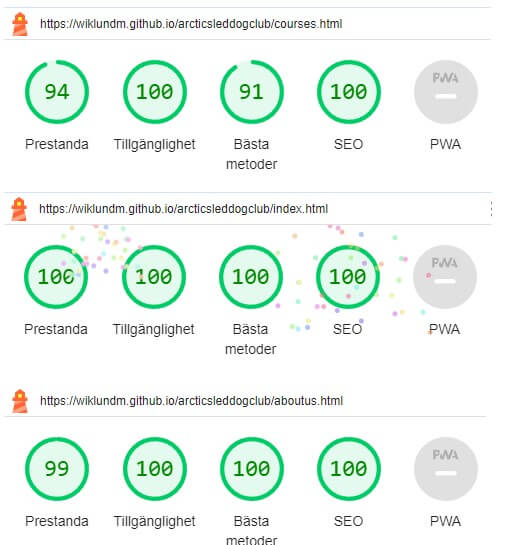 https://wiklundm.github.io/arcticsleddogclub/courses.html
94 100 91 100 PWA
Prestanda Tillgänglighet Bästa metoder SEO PWA
https://wiklundm.github.io/arcticsleddogclub/index.html
100 100 100 100 PWA
Prestanda Tillgänglighet Bästa metoder SEO PWA
https://wiklundm.github.io/arcticsleddogclub/aboutus.html
99 100 100 100 PWA
Prestanda Tillgänglighet Bästa metoder SEO PWA